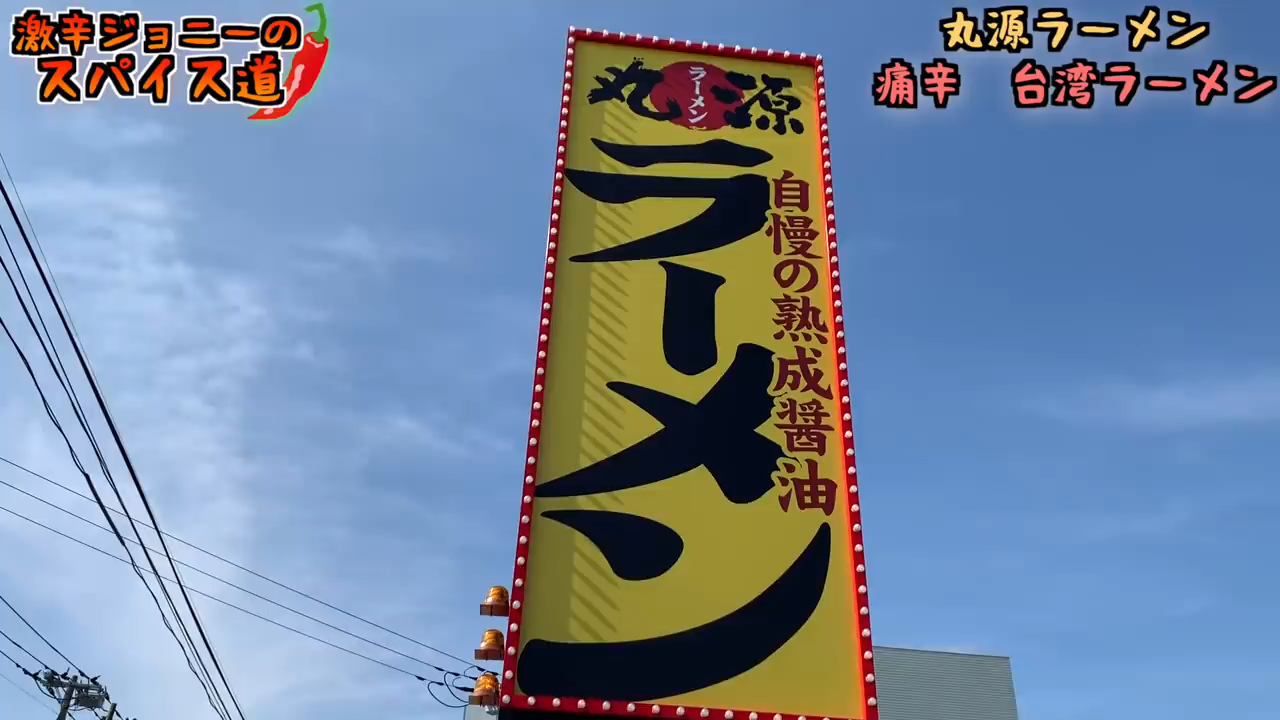 激辛ジョニーの
スパイス道
丸源ラーメン
痛辛　台湾ラーメン
丸源
ラーメン
ラーメン
自慢の熟成醤油